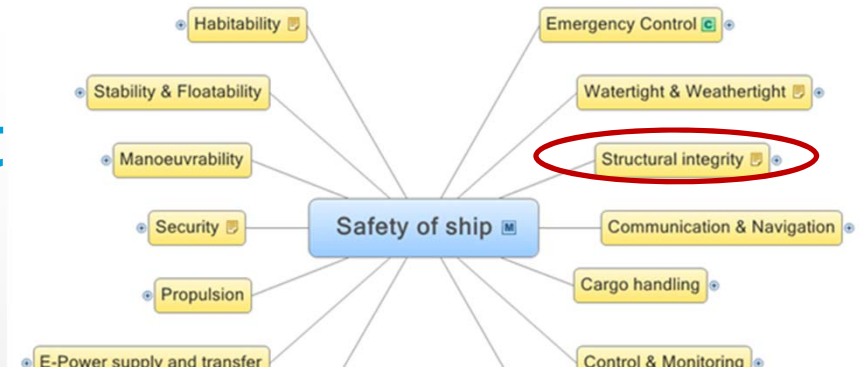 Habitability
Emergency Control C
Stability & Floatability
Watertight & Weathertight
Manoeuvrability
Structural integrity
Security
Safety of ship M
Communication & Navigation
Propulsion
Cargo handling
E-Power supply and transfer
Control & Monitoring